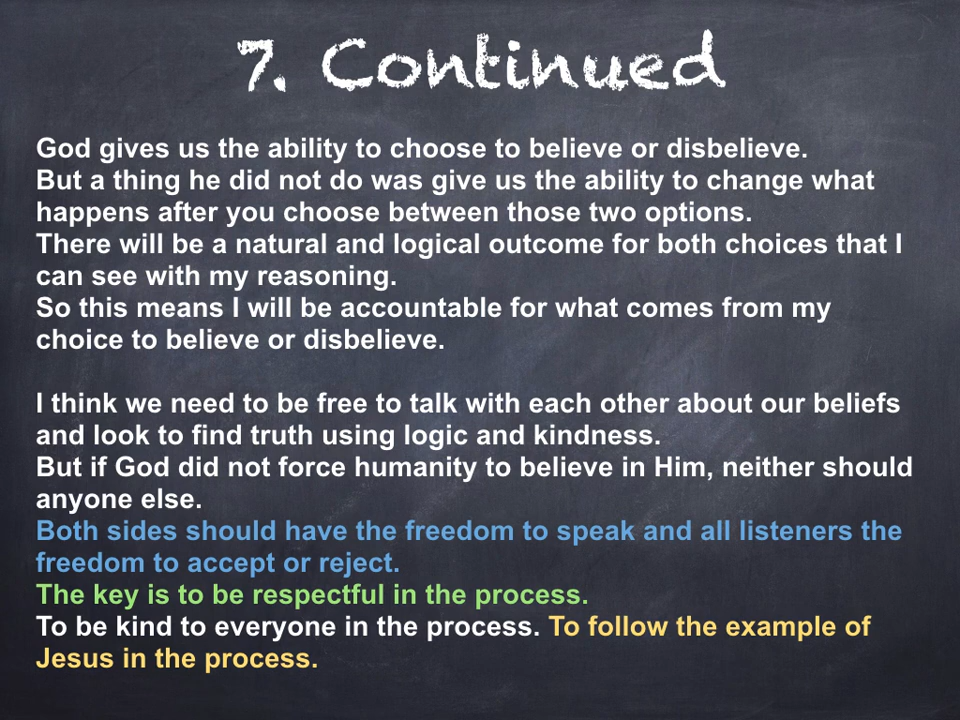 7. Continued
God gives us the ability to choose to believe or disbelieve.
But a thing he did not do was give us the ability to change what
happens after you choose between those two options.
There will be a natural and logical outcome for both choices that I
can see with my reasoning.
So this means I will be accountable for what comes from my
choice to believe or disbelieve.
I think we need to be free to talk with each other about our beliefs
and look to find truth using logic and kindness.
But if God did not force humanity to believe in Him, neither should
anyone else.
Both sides should have the freedom to speak and all listeners the
freedom to accept or reject.
The key is to be respectful in the process.
To be kind to everyone in the process. To follow the example of
Jesus in the process.